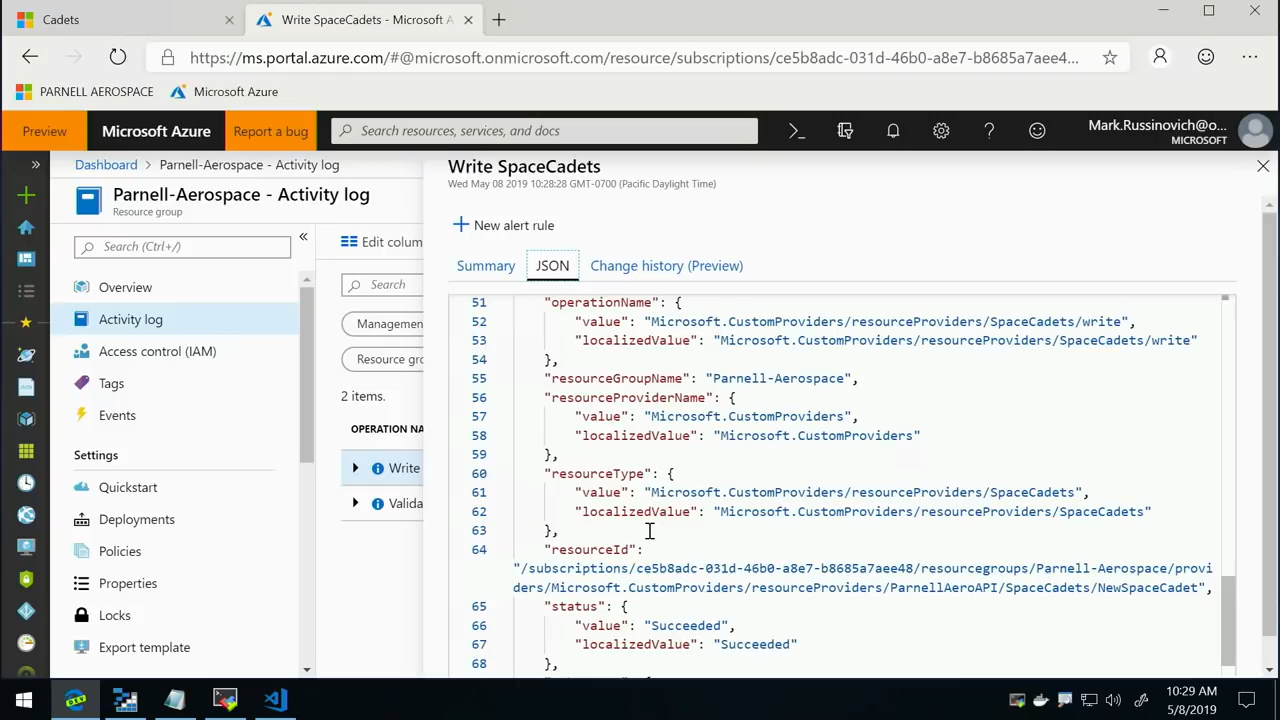 Cadets
Write SpaceCadets - Microsoft A
https://ms.portal.azure.com/#@microsoft.onmicrosoft.com/resource/subscriptions/ce5b8adc-031d-46b0-a8e7-b8685a7aee4...
PARNELL AEROSPACE
Microsoft Azure
Preview
Microsoft Azure
Report a bug
Search resources, services, and docs
Mark.Russinovich@o...
MICROSOFT
Dashboard > Parnell-Aerospace - Activity log
Parnell-Aerospace - Activity log
Resource group
Search (Ctrl+/)
Overview
Activity log
Access control (IAM)
Tags
Events
Settings
Quickstart
Deployments
Policies
Properties
Locks
Export template
Edit colum
Search
Managemen
Resource gro
2 items.
OPERATION NA
Write
Valida
Write SpaceCadets
Wed May 08 2019 10:28:28 GMT-0700 (Pacific Daylight Time)
New alert rule
Summary
JSON
Change history (Preview)
51 "operationName": {
52 "value": "Microsoft.CustomProviders/resourceProviders/SpaceCadets/write",
53 "localizedValue": "Microsoft.CustomProviders/resourceProviders/SpaceCadets/write"
54 },
55 "resourceGroupName": "Parnell-Aerospace",
56 "resourceProviderName": {
57 "value": "Microsoft.CustomProviders",
58 "localizedValue": "Microsoft.CustomProviders"
59 },
60 "resourceType": {
61 "value": "Microsoft.CustomProviders/resourceProviders/SpaceCadets",
62 "localizedValue": "Microsoft.CustomProviders/resourceProviders/SpaceCadets"
63 },
64 "resourceId":
"/subscriptions/ce5b8adc-031d-46b0-a8e7-b8685a7aee48/resourcegroups/Parnell-Aerospace/provi
ders/Microsoft.CustomProviders/resourceProviders/ParnellAeroAPI/SpaceCadets/NewSpaceCadet",
65 "status": {
66 "value": "Succeeded",
67 "localizedValue": "Succeeded"
68 },
10:29 AM
5/8/2019